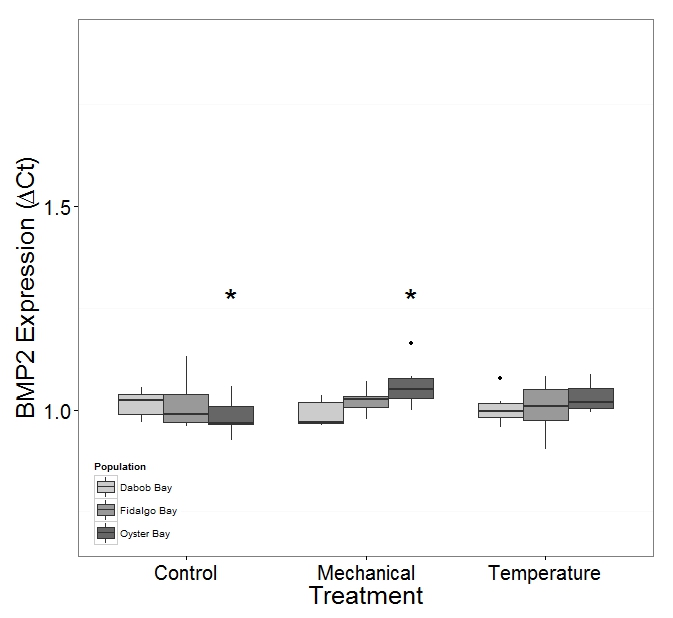 BMP2 Expression (ΔCt)
1.5
*
*
1.0
Population
Dabob Bay
Fidalgo Bay
Oyster Bay
Control Mechanical Temperature
Treatment